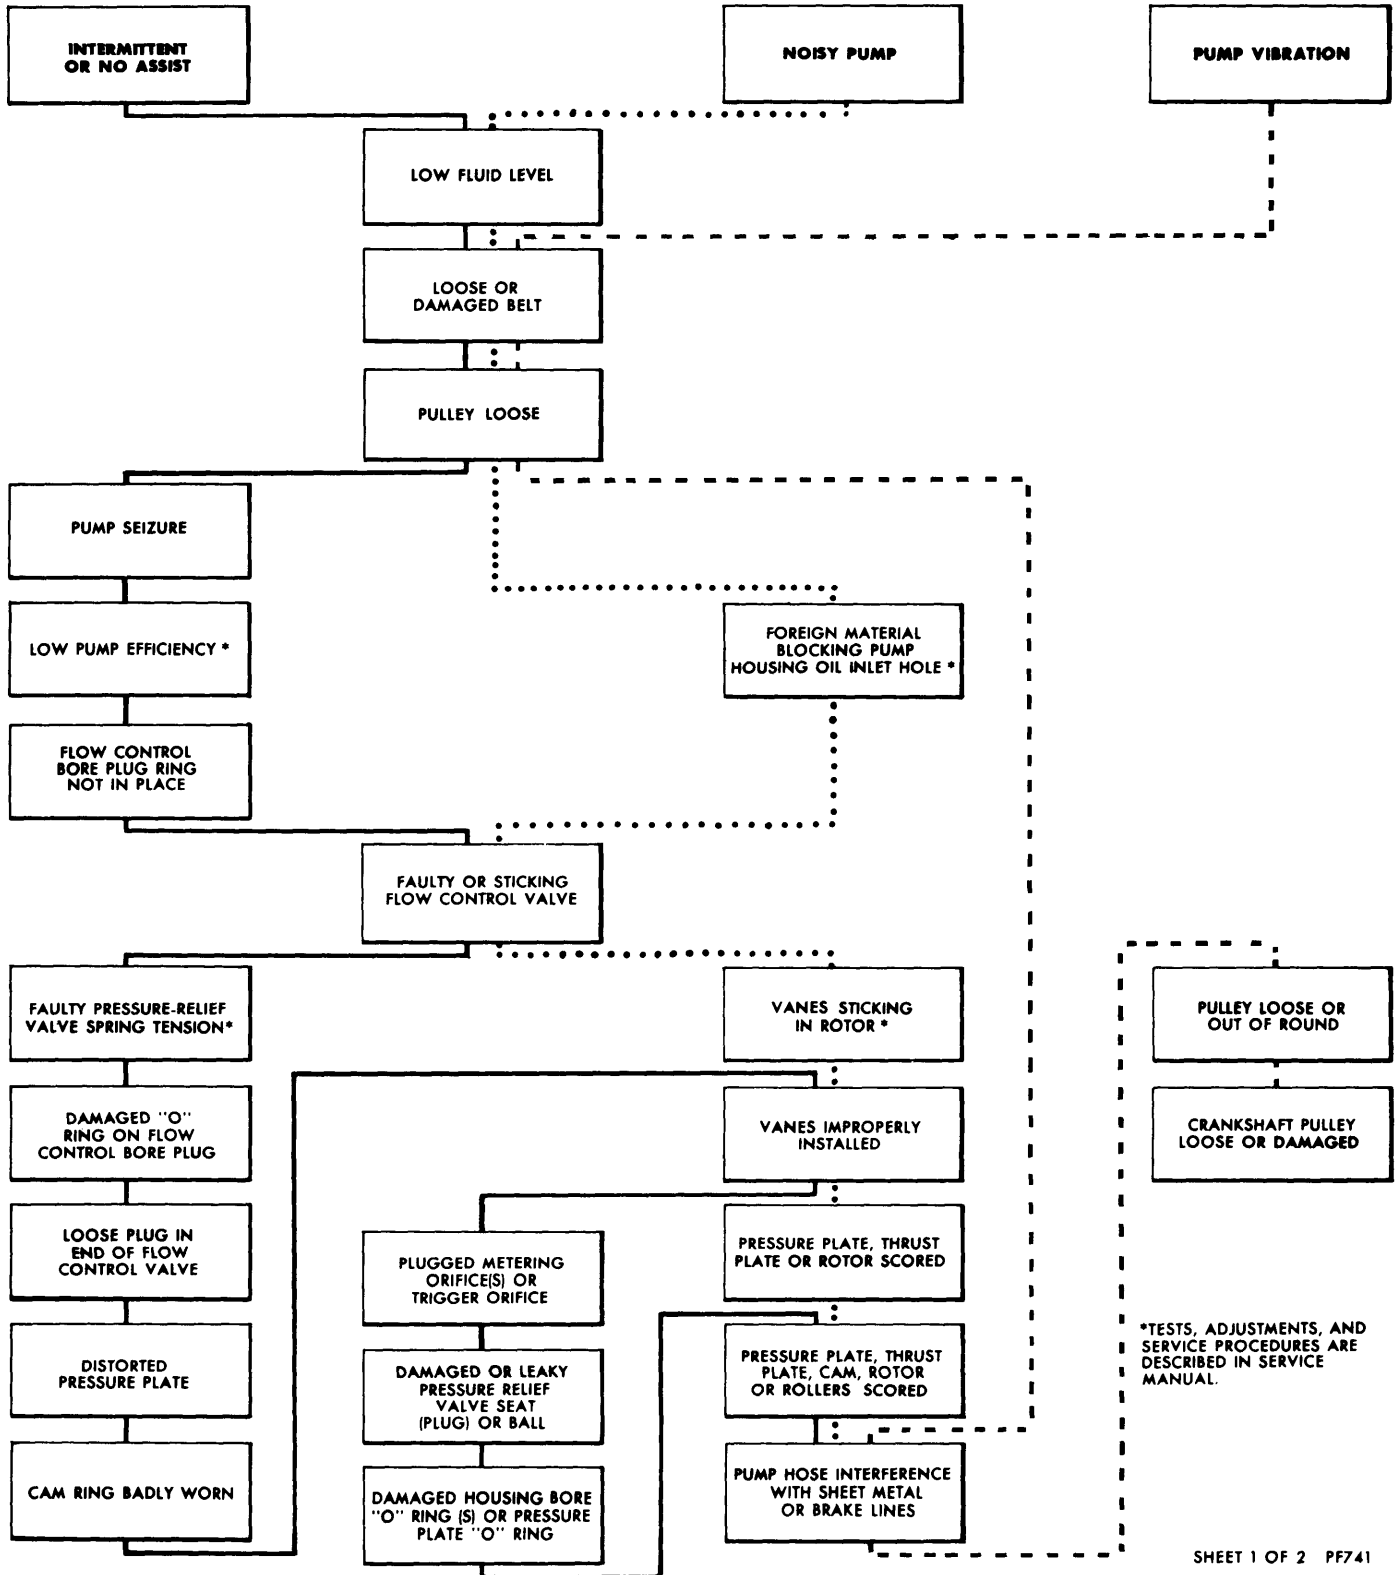 INTERMITTENT
OR NO ASSIST
NOISY PUMP
PUMP VIBRATION
LOW FLUID LEVEL
LOOSE OR
DAMAGED BELT
PULLEY LOOSE
PUMP SEIZURE
LOW PUMP EFFICIENCY *
FOREIGN MATERIAL
BLOCKING PUMP
HOUSING OIL INLET HOLE *
FLOW CONTROL
BORE PLUG RING
NOT IN PLACE
FAULTY OR STICKING
FLOW CONTROL VALVE
FAULTY PRESSURE-RELIEF
VALVE SPRING TENSION*
VANES STICKING
IN ROTOR *
PULLEY LOOSE OR
OUT OF ROUND
DAMAGED "O"
RING ON FLOW
CONTROL BORE PLUG
VANES IMPROPERLY
INSTALLED
CRANKSHAFT PULLEY
LOOSE OR DAMAGED
LOOSE PLUG IN
END OF FLOW
CONTROL VALVE
PLUGGED METERING
ORIFICE(S) OR
TRIGGER ORIFICE
PRESSURE PLATE, THRUST
PLATE OR ROTOR SCORED
DISTORTED
PRESSURE PLATE
DAMAGED OR LEAKY
PRESSURE RELIEF
VALVE SEAT
(PLUG) OR BALL
PRESSURE PLATE, THRUST
PLATE, CAM, ROTOR
OR ROLLERS SCORED
*TESTS, ADJUSTMENTS, AND
SERVICE PROCEDURES ARE
DESCRIBED IN SERVICE
MANUAL.
CAM RING BADLY WORN
DAMAGED HOUSING BORE
"O" RING (S) OR PRESSURE
PLATE "O" RING
PUMP HOSE INTERFERENCE
WITH SHEET METAL
OR BRAKE LINES
SHEET 1 OF 2 PF741